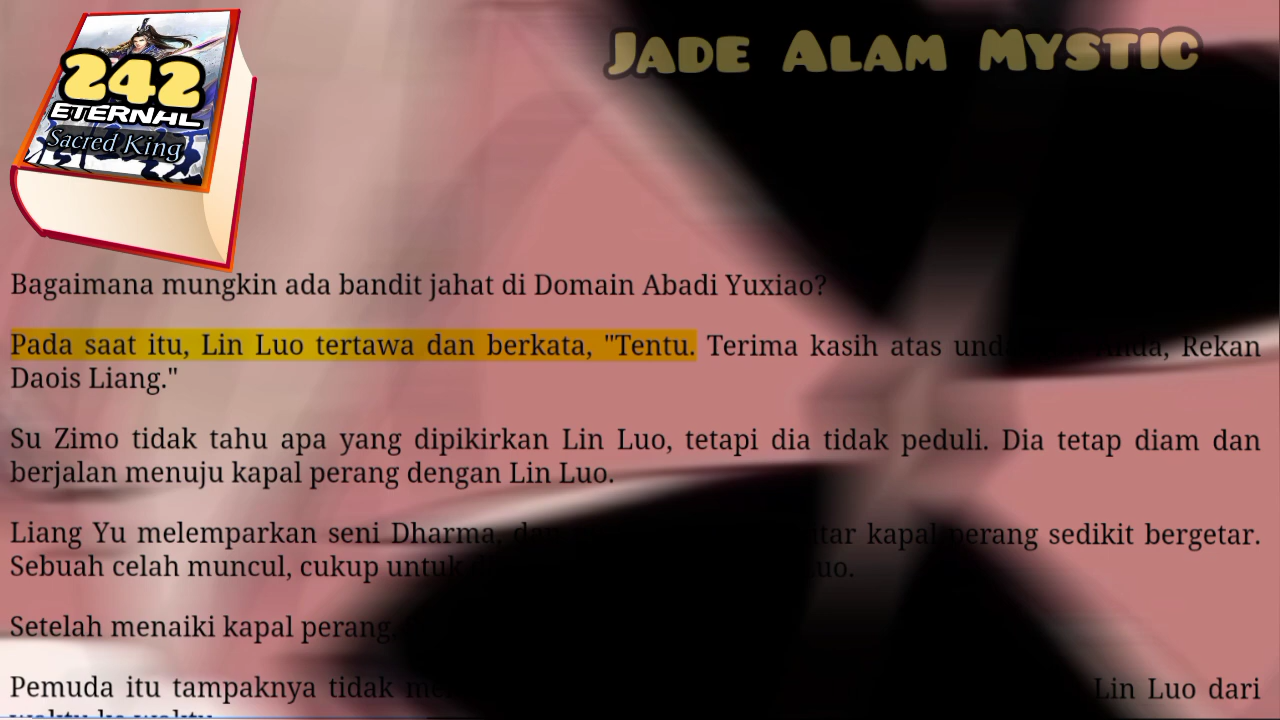 242
ETERNAL
Sacred King
Jade Alam Mystic
Bagaimana mungkin ada bandit jahat di Domain Abadi Yuxiao?
Pada saat itu, Lin Luo tertawa dan berkata, "Tentu. Terima kasih atas Anda, Rekan
Daois Liang."
Su Zimo tidak tahu apa yang dipikirkan Lin Luo, tetapi dia tidak peduli. Dia tetap diam dan
berjalan menuju kapal perang dengan Lin Luo.
Liang Yu melemparkan seni Dharma, dan kapal perang sedikit bergetar.
Sebuah celah muncul, cukup untuk
Setelah menaiki kapal perang,
Pemuda itu tampaknya tidak Lin Luo dari
waktu ke waktu.